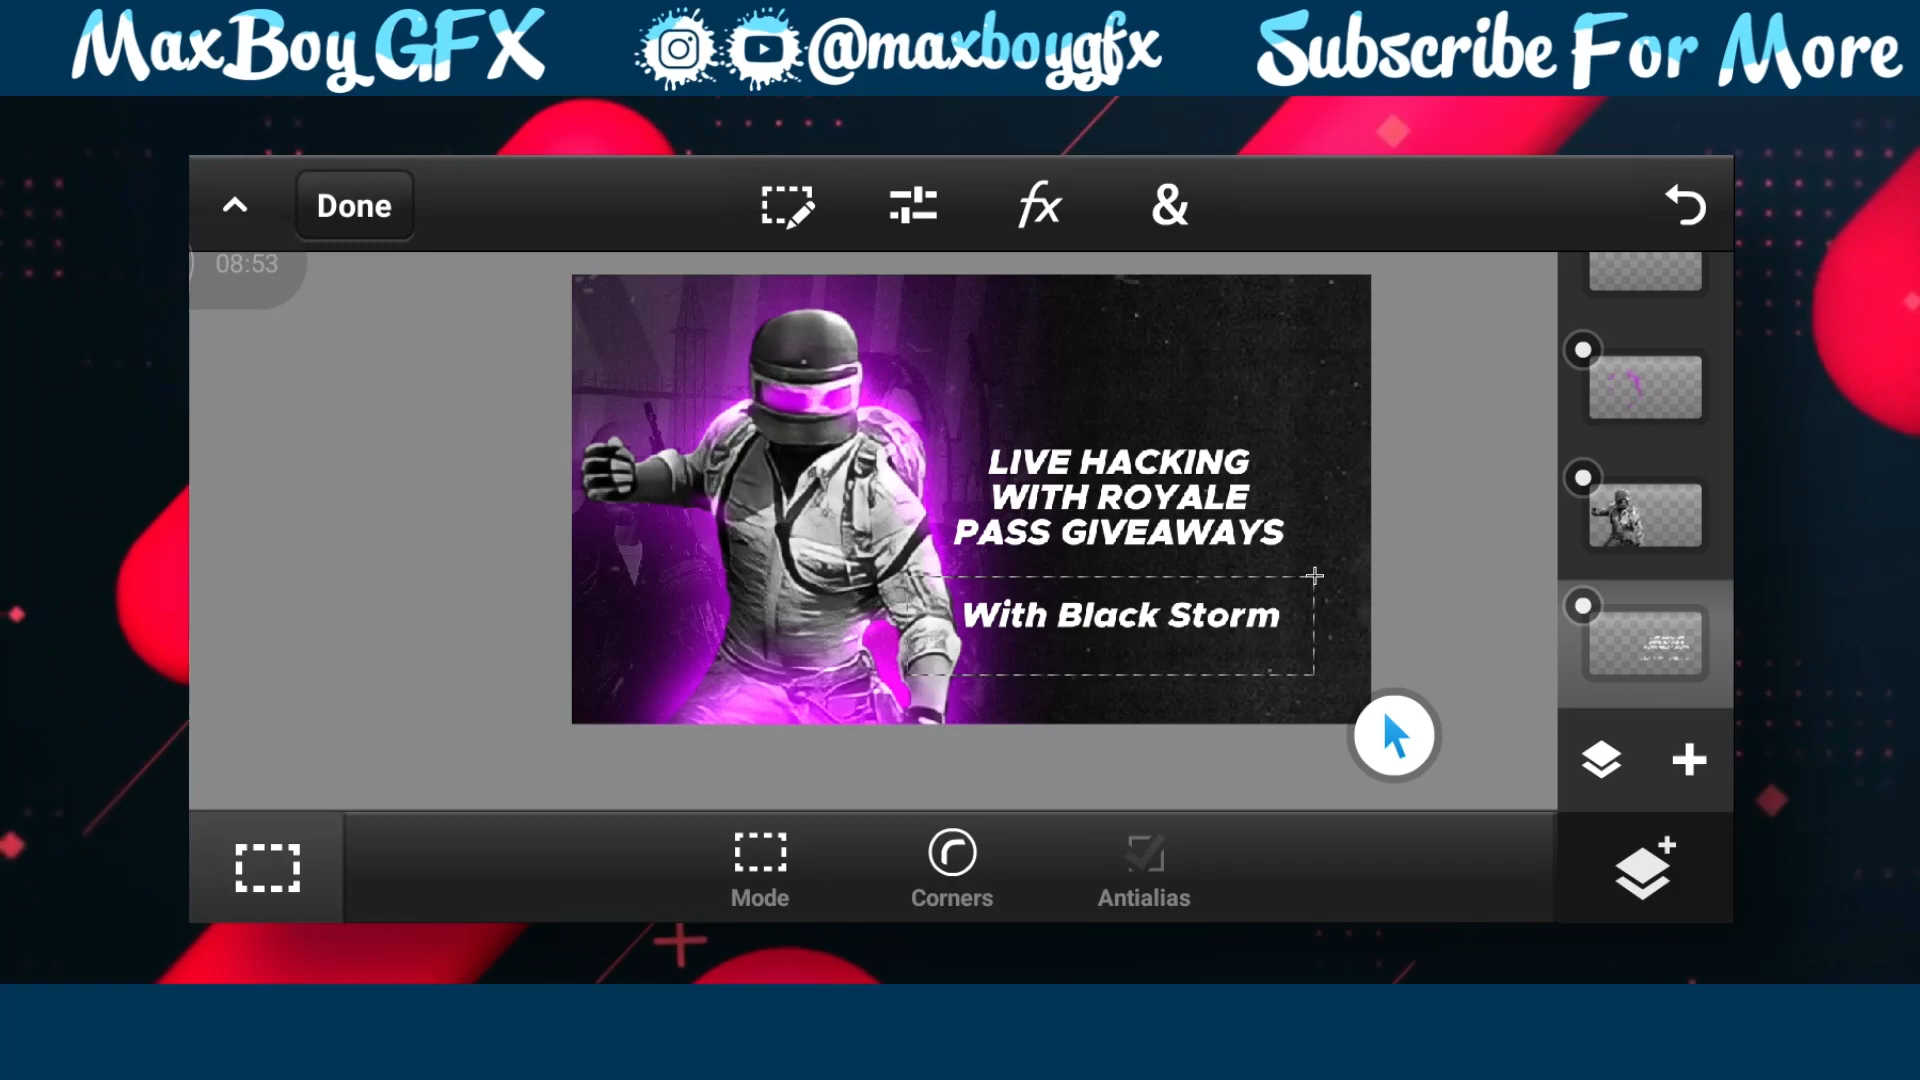 MaxBoy GFX @maxboygfx Subscribe For More
Done fx &
08:53
LIVE HACKING
WITH ROYALE
PASS GIVEAWAYS
With Black Storm
Mode Corners Antialias